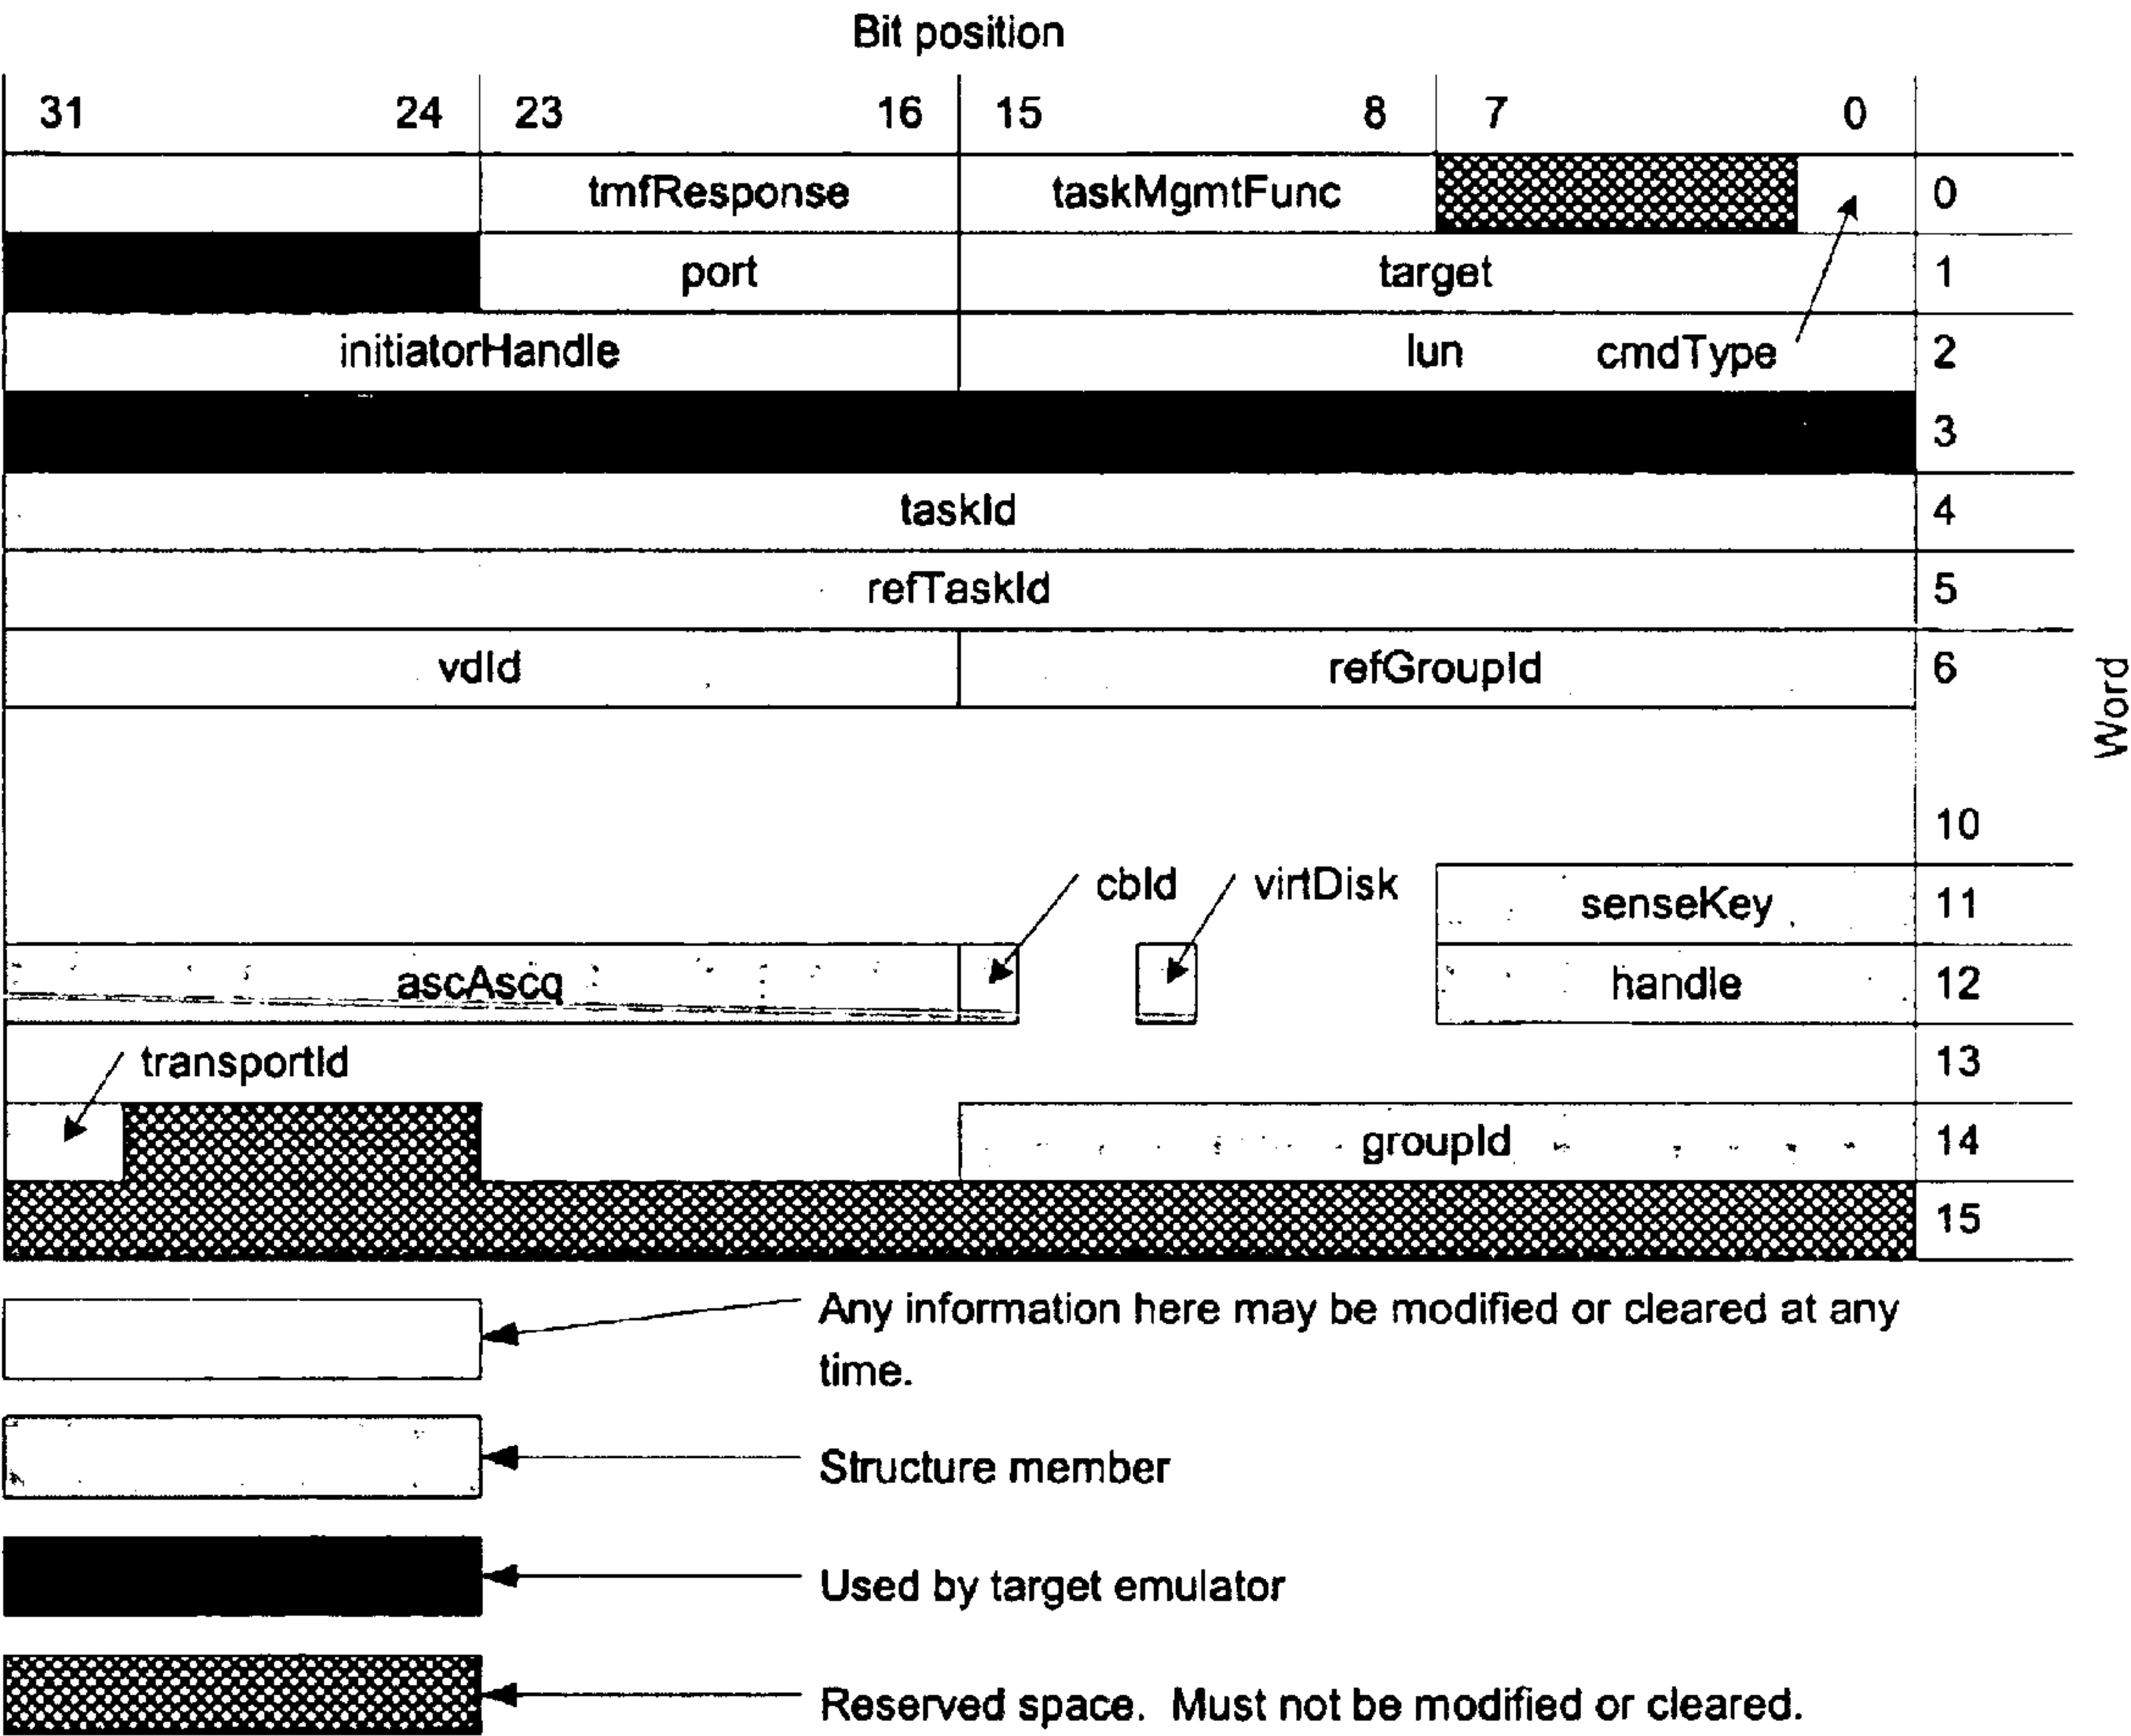 Bit position
31 24 23 16 15 8 7 0
tmfResponse taskMgmtFunc 0
port target 1
initiatorHandle lun cmdType 2
3
taskId 4
refTaskId 5
vdId refGroupId 6
Word
10
cbId virtDisk senseKey 11
ascAscq handle 12
transportId 13
groupId 14
15
Any information here may be modified or cleared at any
time.
Structure member
Used by target emulator
Reserved space. Must not be modified or cleared.